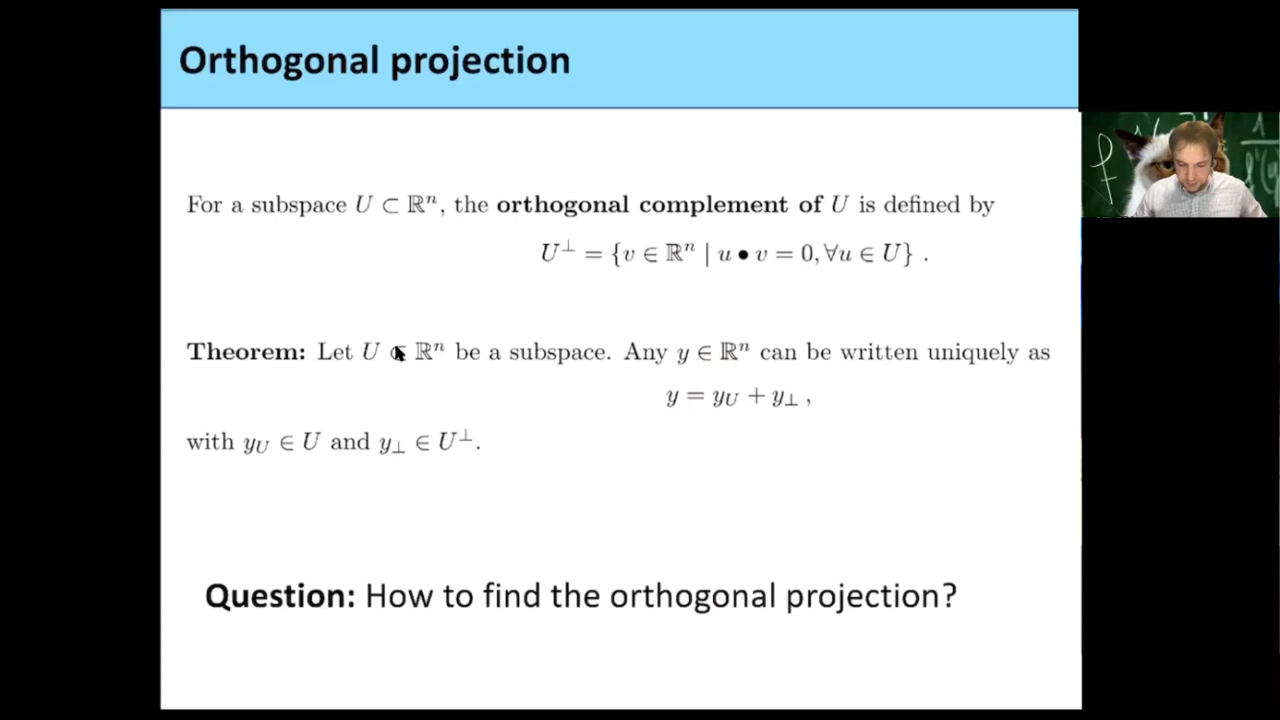 Orthogonal projection
For a subspace U ⊂ ℝⁿ, the orthogonal complement of U is defined by
U^⊥ = {v ∈ ℝⁿ | u • v = 0, ∀u ∈ U} .
Theorem: Let U ⊂ ℝⁿ be a subspace. Any y ∈ ℝⁿ can be written uniquely as
y = y_U + y_⊥ ,
with y_U ∈ U and y_⊥ ∈ U^⊥.
Question: How to find the orthogonal projection?